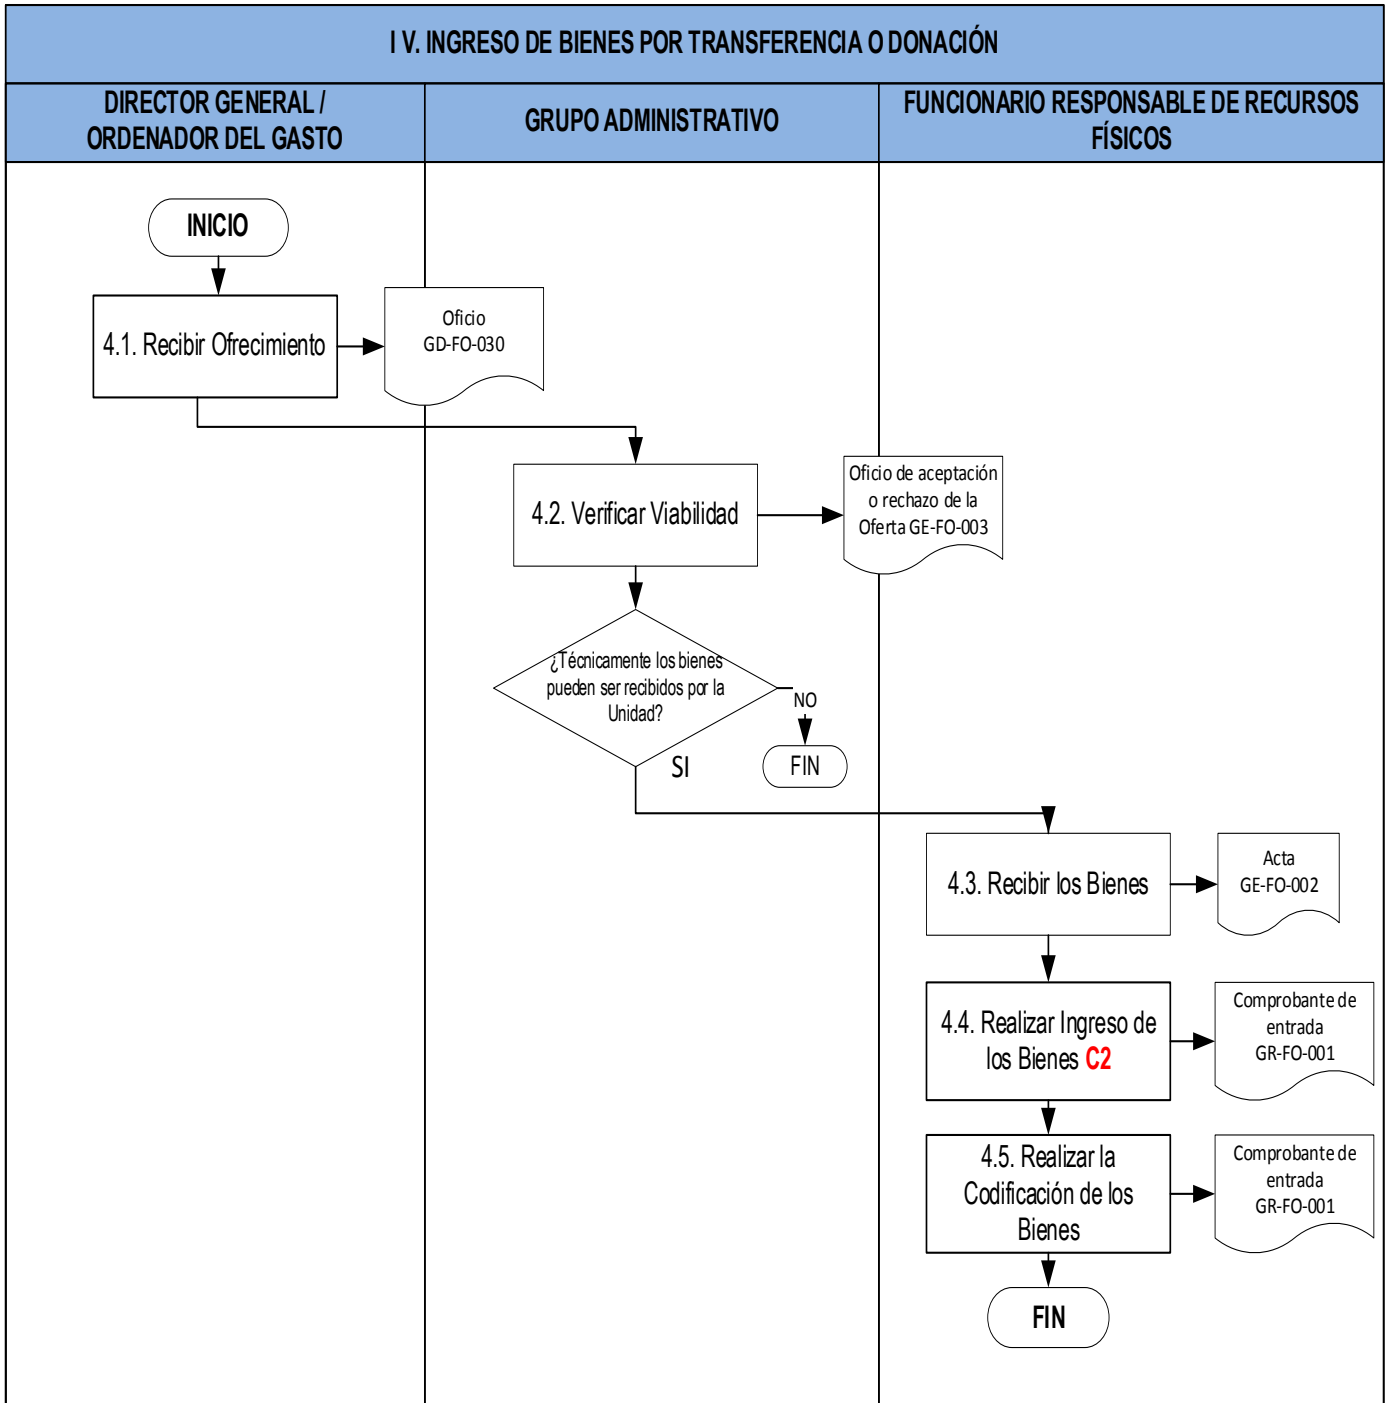 I V. INGRESO DE BIENES POR TRANSFERENCIA O DONACIÓN
DIRECTOR GENERAL /
ORDENADOR DEL GASTO
GRUPO ADMINISTRATIVO
FUNCIONARIO RESPONSABLE DE RECURSOS
FÍSICOS
INICIO
4.1. Recibir Ofrecimiento
Oficio
GD-FO-030
4.2. Verificar Viabilidad
Oficio de aceptación
o rechazo de la
Oferta GE-FO-003
¿Técnicamente los bienes
pueden ser recibidos por la
Unidad?
NO
FIN
SI
4.3. Recibir los Bienes
Acta
GE-FO-002
4.4. Realizar Ingreso de
los Bienes C2
Comprobante de
entrada
GR-FO-001
4.5. Realizar la
Codificación de los
Bienes
Comprobante de
entrada
GR-FO-001
FIN